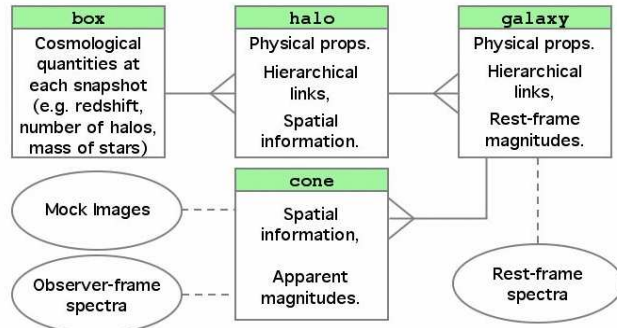 box
Cosmological
quantities at
each snapshot
(e.g. redshift,
number of halos,
mass of stars)
halo
Physical props.
Hierarchical
links,
Spatial
information.
galaxy
Physical props.
Hierarchical
links,
Rest-frame
magnitudes.
cone
Spatial
information,
Apparent
magnitudes.
Mock Images
Observer-frame
spectra
Rest-frame
spectra